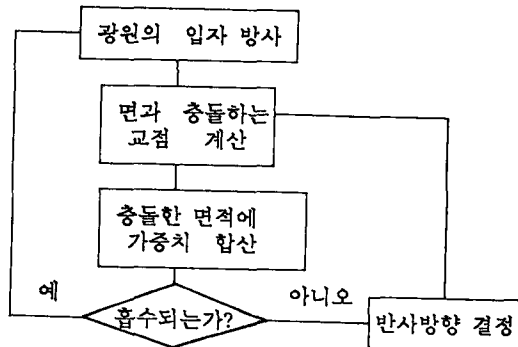 광원의 입자 방사
면과 충돌하는
교점 계산
충돌한 면적에
가중치 합산
예
아니오
흡수되는가?
반사방향 결정